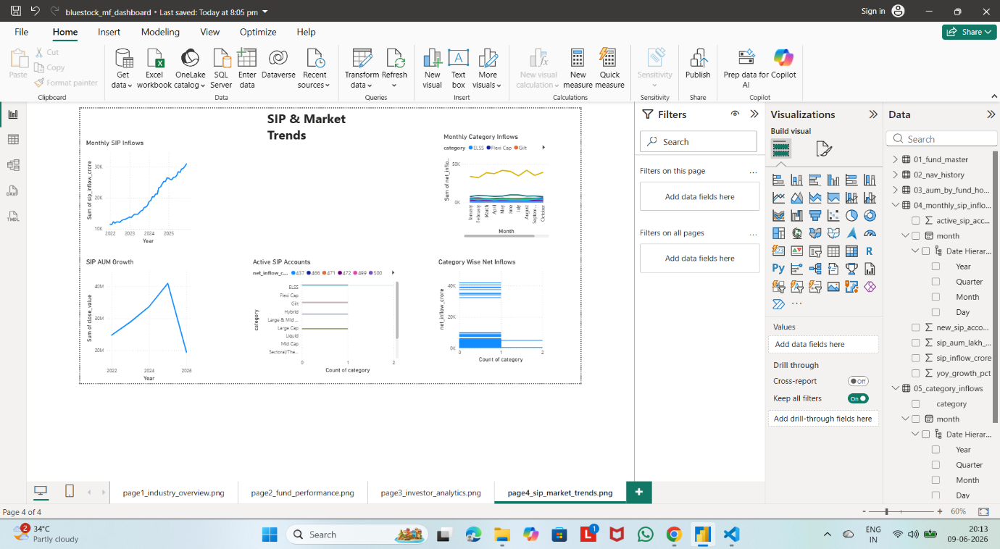 bluestock_mf_dashboard • Last saved: Today at 8:05 pm
Sign in
File Home Insert Modeling View Optimize Help
Share
Paste
Cut
Copy
Format painter
Clipboard
Get data
Excel workbook
OneLake catalog
SQL Server
Enter data
Dataverse
Recent sources
Data
Transform data
Refresh
Queries
New visual
Text box
More visuals
Insert
New visual calculation
New measure
Quick measure
Calculations
Sensitivity
Sensitivity
Publish
Share
Prep data for AI
Copilot
Copilot
SIP & Market
Trends
Monthly SIP Inflows
Sum of sip_inflow_crore
30K
20K
10K
2022 2023 2024 2025
Year
Monthly Category Inflows
category ELSS Flexi Cap Gilt
Sum of net_inflo...
50K
0K
January
February
March
April
May
June
July
August
Septem...
October
Month
SIP AUM Growth
Sum of close_value
40M
30M
20M
2022 2024 2026
Year
Active SIP Accounts
net_inflow_c... 437 466 471 472 499 500
category
ELSS
Flexi Cap
Gilt
Hybrid
Large & Mid ...
Large Cap
Liquid
Mid Cap
Sectoral/The...
0 1 2
Count of category
Category Wise Net Inflows
net_inflow_crore
40K
20K
0K
0 1 2
Count of category
Filters
Search
Filters on this page ...
Add data fields here
Filters on all pages ...
Add data fields here
Visualizations
Build visual
123
R
Py
...
Values
Add data fields here
Drill through
Cross-report Off
Keep all filters On
Add drill-through fields here
Data
Search
01_fund_master
02_nav_history
03_aum_by_fund_ho...
04_monthly_sip_inflo...
active_sip_acc...
month
Date Hierar...
Year
Quarter
Month
Day
new_sip_acco...
sip_aum_lakh_...
sip_inflow_crore
yoy_growth_pct
05_category_inflows
category
month
Date Hierar...
Year
Quarter
Month
Day
DAX
TMDL
page1_industry_overview.png
page2_fund_performance.png
page3_investor_analytics.png
page4_sip_market_trends.png
+
Page 4 of 4
- + 60%
2
34°C
Partly cloudy
Search
L
1
ENG
IN
20:13
09-06-2026